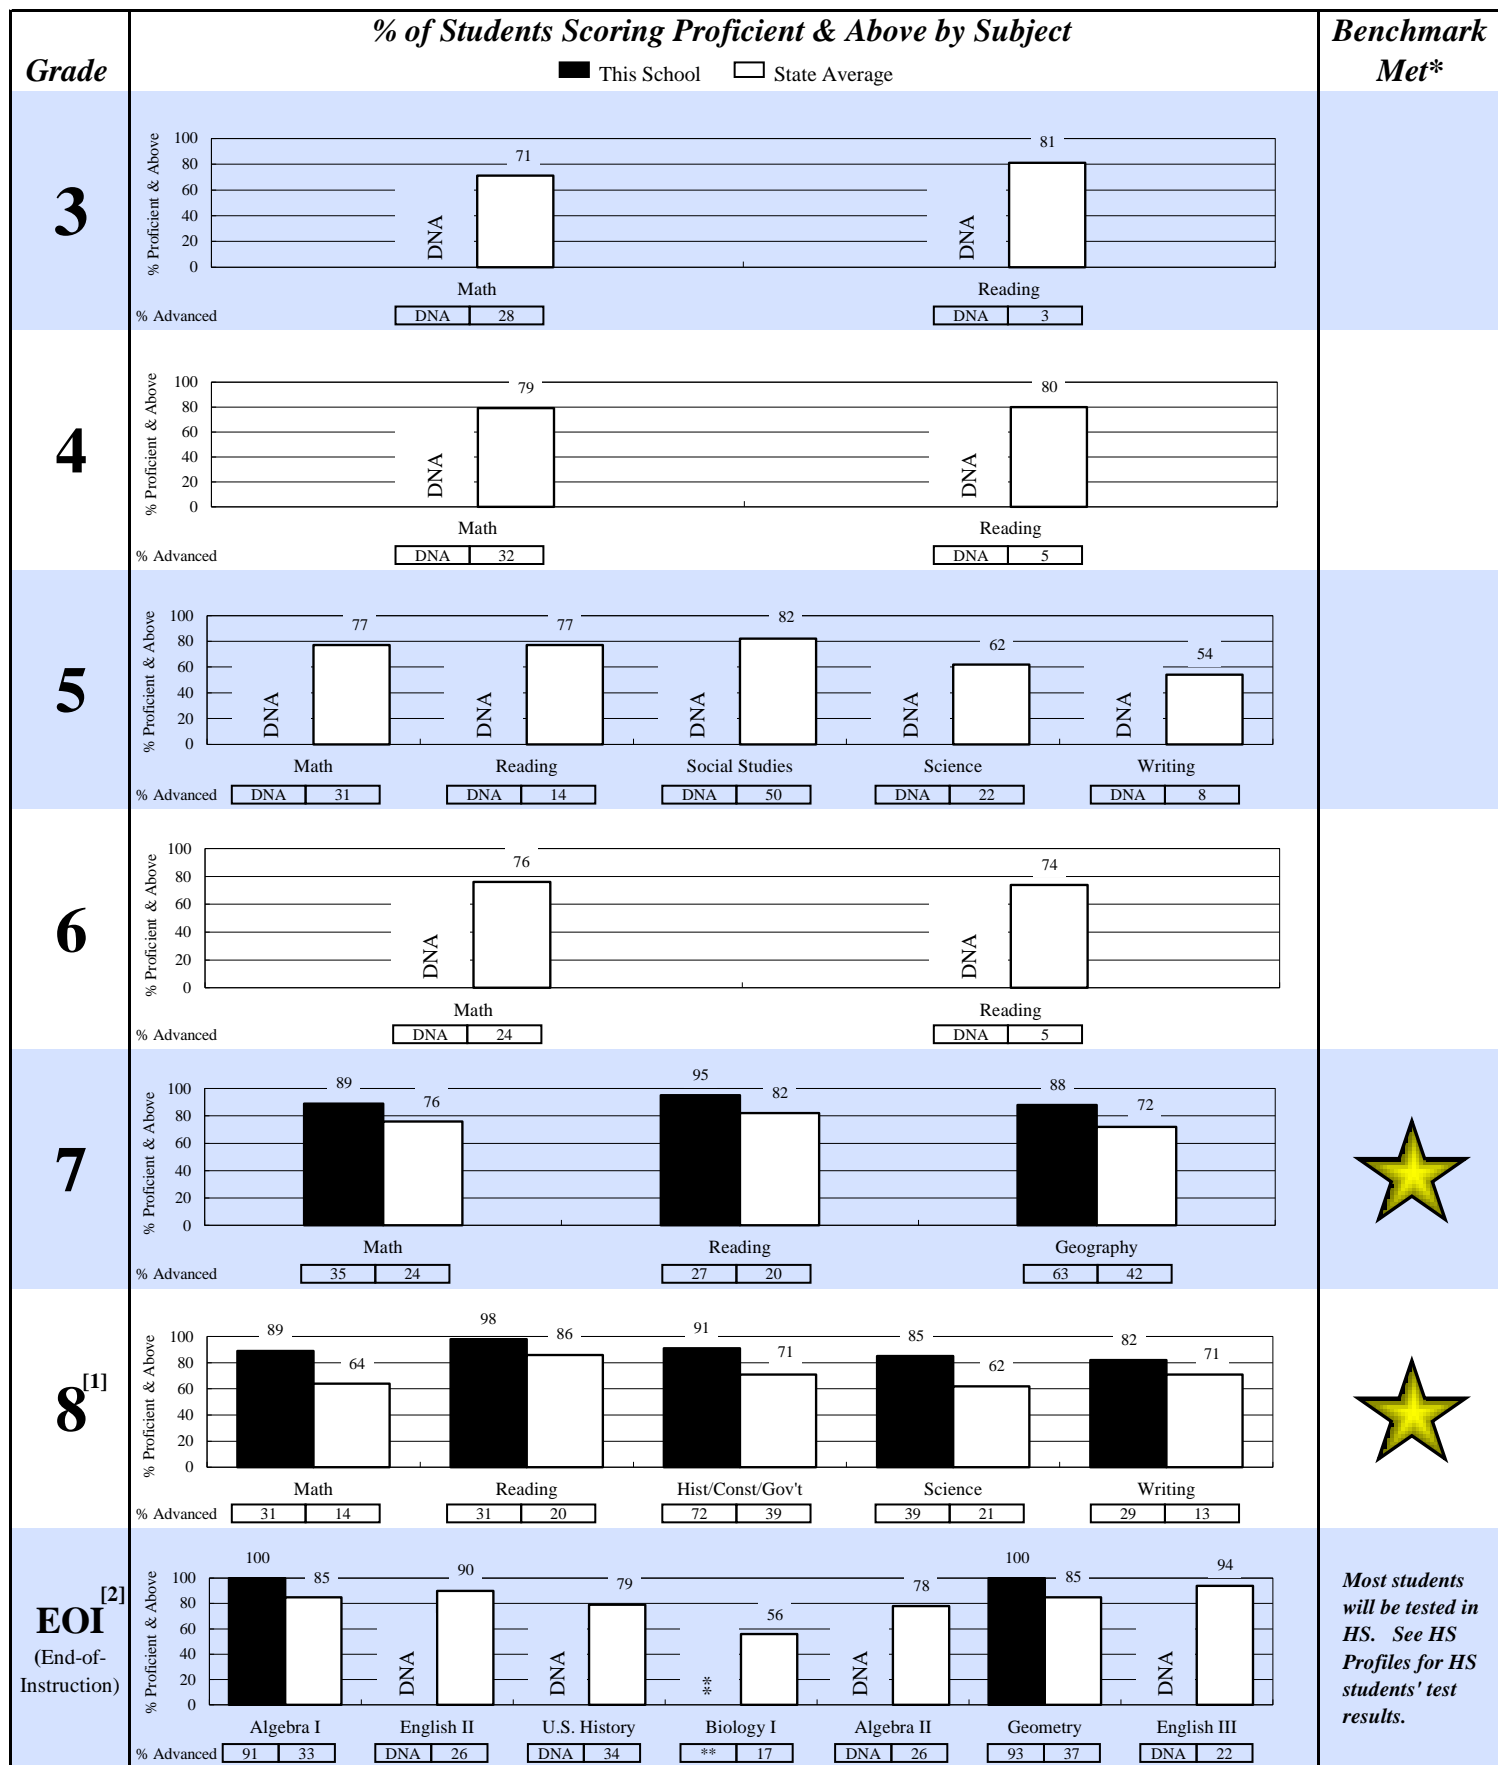 % of Students Scoring Proficient & Above by Subject
Benchmark
Met*
Grade
This School
State Average
3
% Proficient & Above
100
80
60
40
20
0
DNA
71
DNA
81
Math
Reading
% Advanced
DNA 28
DNA 3
4
% Proficient & Above
100
80
60
40
20
0
DNA
79
DNA
80
Math
Reading
% Advanced
DNA 32
DNA 5
5
% Proficient & Above
100
80
60
40
20
0
DNA
77
DNA
77
DNA
82
DNA
62
DNA
54
Math
Reading
Social Studies
Science
Writing
% Advanced
DNA 31
DNA 14
DNA 50
DNA 22
DNA 8
6
% Proficient & Above
100
80
60
40
20
0
DNA
76
DNA
74
Math
Reading
% Advanced
DNA 24
DNA 5
7
% Proficient & Above
100
80
60
40
20
0
89
76
95
82
88
72
Math
Reading
Geography
% Advanced
35 24
27 20
63 42
8[1]
% Proficient & Above
100
80
60
40
20
0
89
64
98
86
91
71
85
62
82
71
Math
Reading
Hist/Const/Gov't
Science
Writing
% Advanced
31 14
31 20
72 39
39 21
29 13
EOI[2]
(End-of-
Instruction)
% Proficient & Above
100
80
60
40
20
0
100
85
DNA
90
DNA
79
**
56
DNA
78
100
85
DNA
94
Algebra I
English II
U.S. History
Biology I
Algebra II
Geometry
English III
% Advanced
91 33
DNA 26
DNA 34
** 17
DNA 26
93 37
DNA 22
Most students
will be tested in
HS. See HS
Profiles for HS
students' test
results.